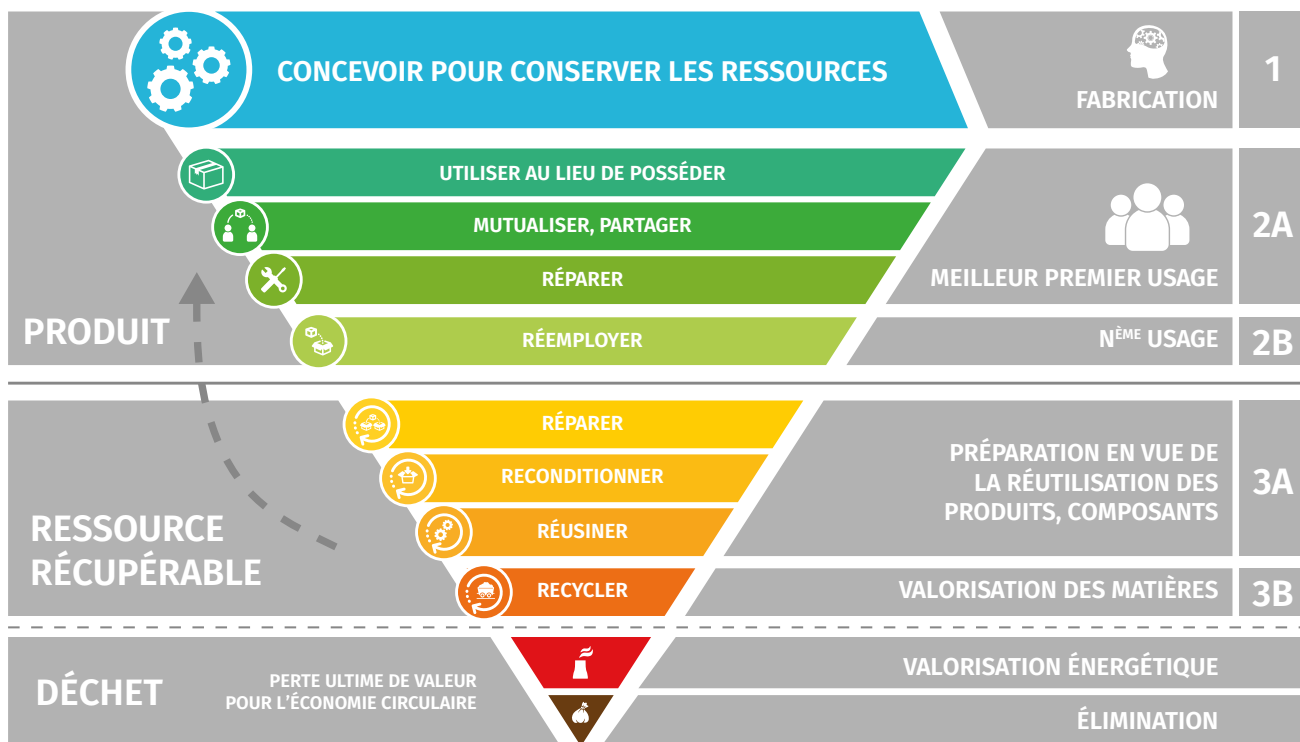 CONCEVOIR POUR CONSERVER LES RESSOURCES
FABRICATION
1
UTILISER AU LIEU DE POSSÉDER
MUTUALISER, PARTAGER
RÉPARER
MEILLEUR PREMIER USAGE
2A
PRODUIT
RÉEMPLOYER
NÈME USAGE
2B
RÉPARER
RECONDITIONNER
RÉUSINER
PRÉPARATION EN VUE DE
LA RÉUTILISATION DES
PRODUITS, COMPOSANTS
3A
RESSOURCE
RÉCUPÉRABLE
RECYCLER
VALORISATION DES MATIÈRES
3B
DÉCHET
PERTE ULTIME DE VALEUR
POUR L'ÉCONOMIE CIRCULAIRE
VALORISATION ÉNERGÉTIQUE
ÉLIMINATION